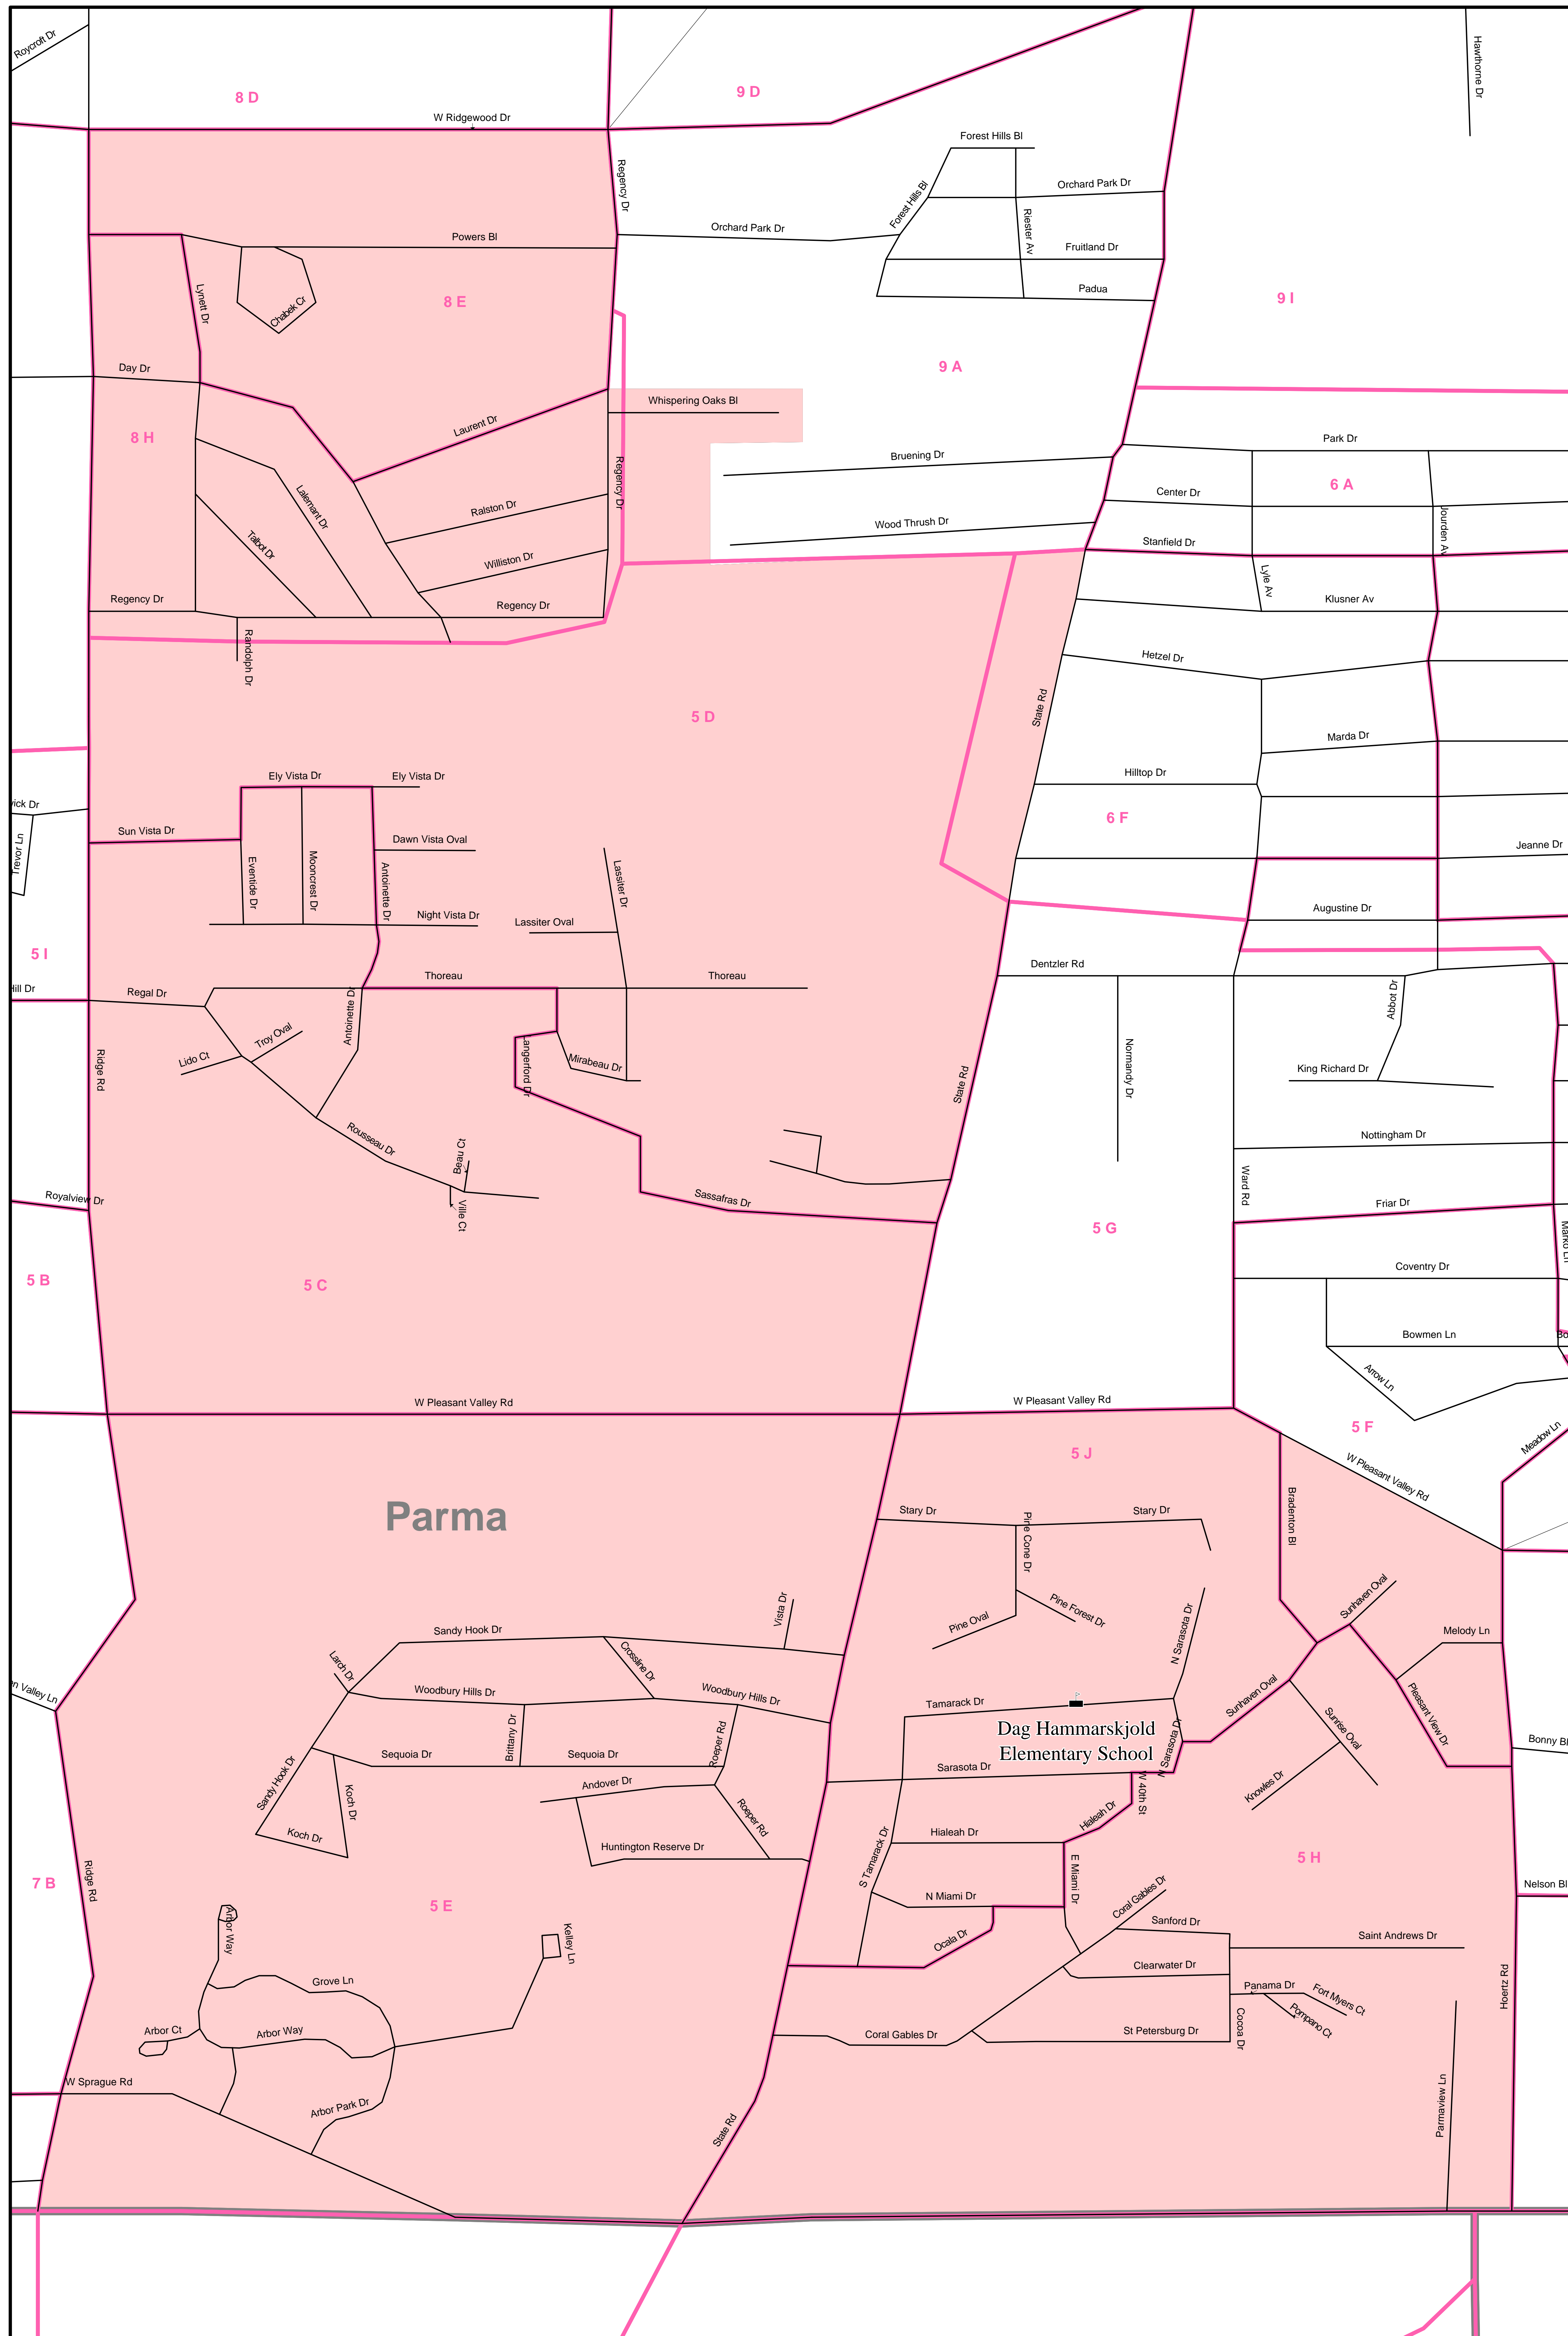 Roycroft Dr
Hawthorne Dr
8 D
9 D
W Ridgewood Dr
Forest Hills Bl
Regency Dr
Forest Hills Bl
Orchard Park Dr
Riester Av
Orchard Park Dr
Powers Bl
Fruitland Dr
Lynett Dr
8 E
Chabek Cr
Padua
9 I
Day Dr
9 A
Whispering Oaks Bl
Laurent Dr
8 H
Park Dr
Bruening Dr
Regency Dr
6 A
Lalemant Dr
Center Dr
Ralston Dr
Wood Thrush Dr
Jourden Av
Talbot Dr
Stanfield Dr
Williston Dr
Lyle Av
Regency Dr
Regency Dr
Klusner Av
Randolph Dr
Hetzel Dr
State Rd
5 D
Marda Dr
Ely Vista Dr
Ely Vista Dr
Hilltop Dr
vick Dr
6 F
Sun Vista Dr
Dawn Vista Oval
Trevor Ln
Jeanne Dr
Eventide Dr
Mooncrest Dr
Antoinette Dr
Lassiter Dr
Night Vista Dr
Lassiter Oval
Augustine Dr
5 I
Dentzler Rd
Thoreau
Thoreau
Hill Dr
Regal Dr
Antoinette Dr
Abbot Dr
Troy Oval
Lido Ct
Langerford Dr
Mirabeau Dr
Ridge Rd
Normandy Dr
State Rd
King Richard Dr
Rousseau Dr
Nottingham Dr
Beau Ct
Ward Rd
Royalview Dr
Ville Ct
Sassafras Dr
Friar Dr
5 G
Marko Ln
Coventry Dr
5 B
5 C
Bowmen Ln
Bo
Arrow Ln
W Pleasant Valley Rd
W Pleasant Valley Rd
5 F
Meadow Ln
5 J
W Pleasant Valley Rd
Parma
Stary Dr
Stary Dr
Bradenton Bl
Pine Cone Dr
Sunhaven Oval
Vista Dr
Pine Forest Dr
Pine Oval
Sandy Hook Dr
N Sarasota Dr
Melody Ln
Crossline Dr
Larch Dr
en Valley Ln
Woodbury Hills Dr
Woodbury Hills Dr
Tamarack Dr
Sunhaven Oval
Pleasant View Dr
Dag Hammarskjold
Elementary School
Brittany Dr
Roeper Rd
N Sarasota Dr
Sunrise Oval
Bonny Bl
Sequoia Dr
Sequoia Dr
Sarasota Dr
Sandy Hook Dr
Koch Dr
Andover Dr
W 40th St
Knowles Dr
Roeper Rd
Hialeah Dr
Koch Dr
Huntington Reserve Dr
Hialeah Dr
S Tamarack Dr
E Miami Dr
5 H
Ridge Rd
7 B
Nelson Bl
N Miami Dr
Coral Gables Dr
5 E
Arbor Way
Kelley Ln
Ocala Dr
Sanford Dr
Saint Andrews Dr
Clearwater Dr
Grove Ln
Panama Dr
Fort Myers Ct
Hoertz Rd
Pompano Ct
Arbor Ct
Arbor Way
Coral Gables Dr
St Petersburg Dr
Cocoa Dr
W Sprague Rd
Arbor Park Dr
State Rd
Parmaview Ln